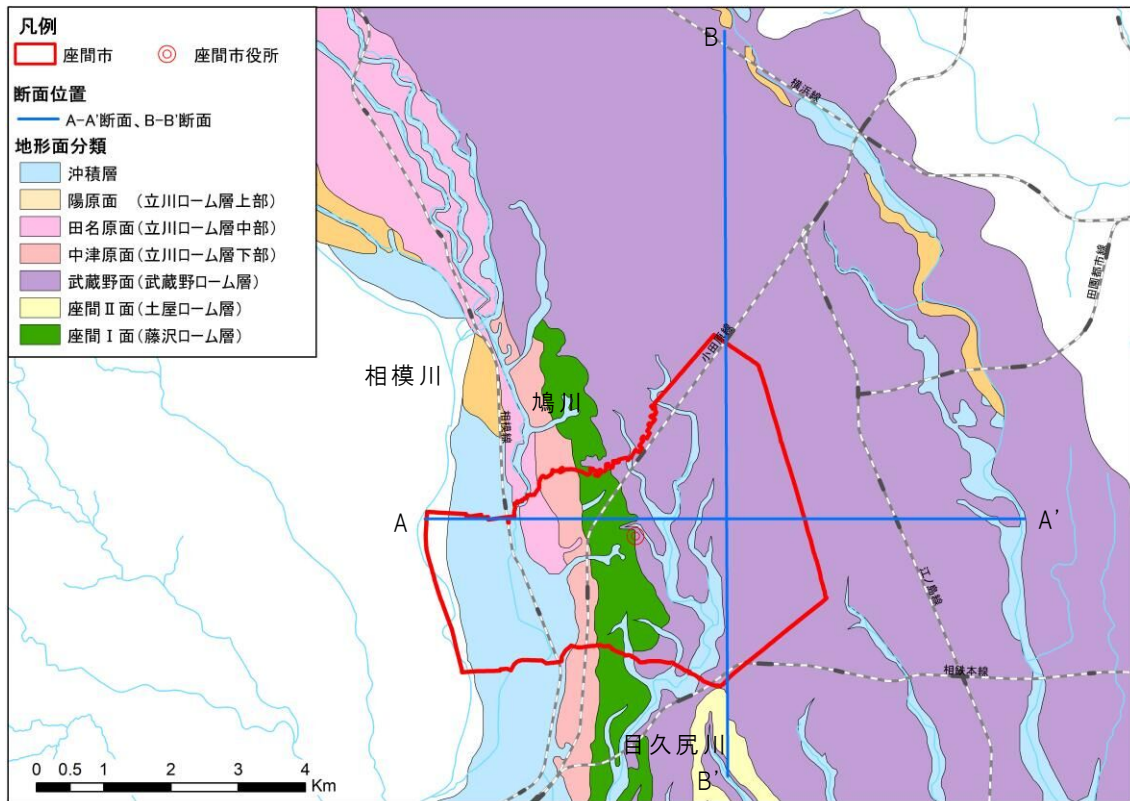 凡例
座間市 座間市役所
断面位置
A-A'断面、B-B'断面
地形面分類
沖積層
陽原面 (立川ローム層上部)
田名原面(立川ローム層中部)
中津原面(立川ローム層下部)
武蔵野面(武蔵野ローム層)
座間Ⅱ面(土屋ローム層)
座間Ⅰ面(藤沢ローム層)
B
横浜線
田園都市線
小田原線
相模川
鳩川
相模線
A
A'
江ノ島線
相鉄本線
目久尻川
B'
0 0.5 1 2 3 4
Km